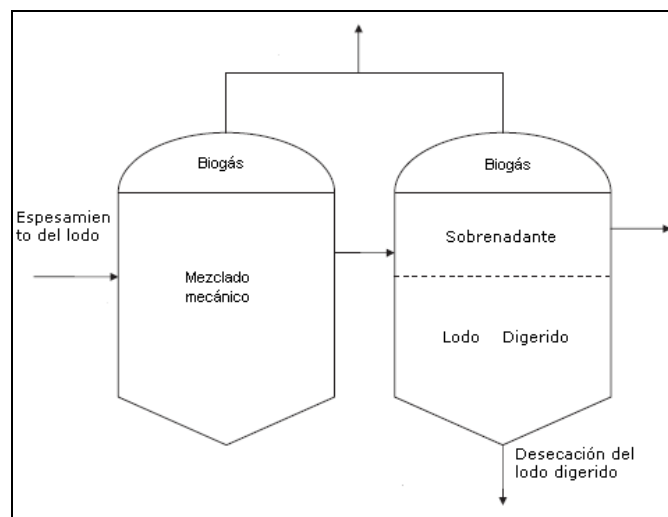 Biogás
Biogás
Espesamien
to del lodo
Sobrenadante
Mezclado
mecánico
Lodo Digerido
Desecación del
lodo digerido